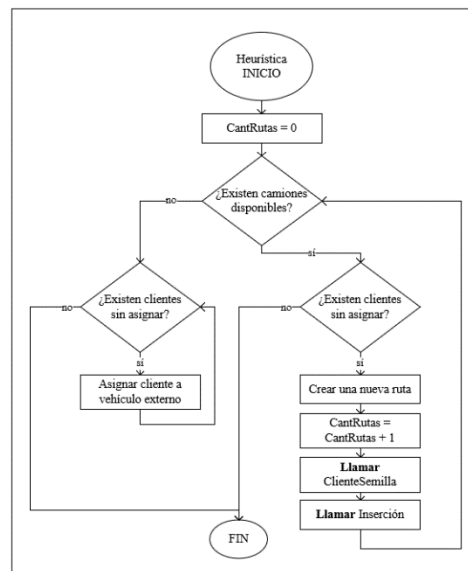 Heurística
INICIO
CantRutas = 0
¿Existen camiones
disponibles?
no
sí
¿Existen clientes
sin asignar?
no
sí
Asignar cliente a
vehículo externo
¿Existen clientes
sin asignar?
no
sí
Crear una nueva ruta
CantRutas =
CantRutas + 1
Llamar
ClienteSemilla
Llamar Inserción
FIN